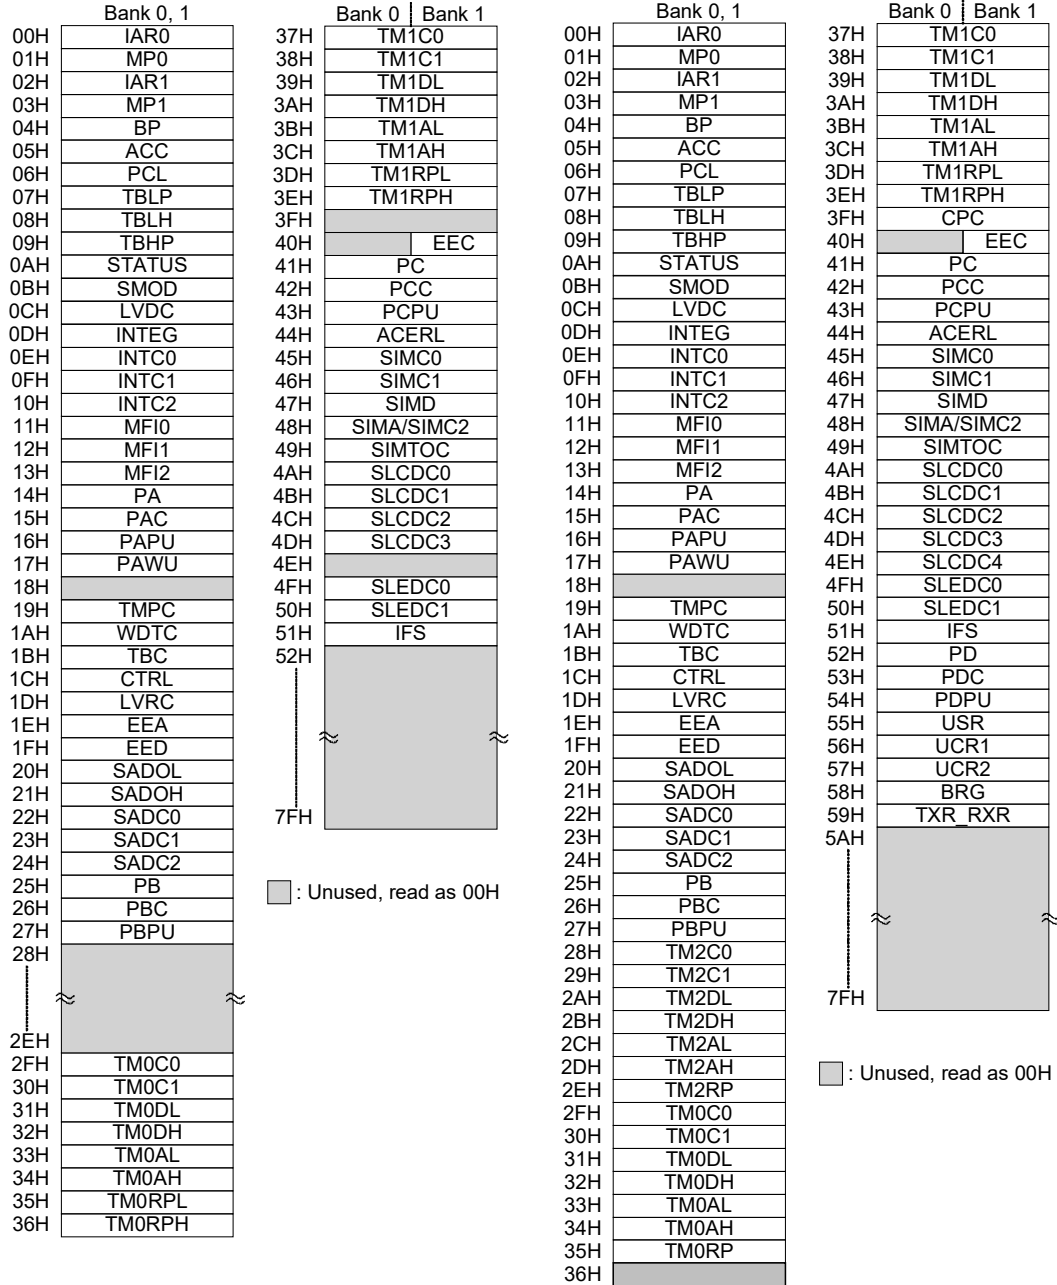 Bank 0, 1
00H IAR0
01H MP0
02H IAR1
03H MP1
04H BP
05H ACC
06H PCL
07H TBLP
08H TBLH
09H TBHP
0AH STATUS
0BH SMOD
0CH LVDC
0DH INTEG
0EH INTC0
0FH INTC1
10H INTC2
11H MFI0
12H MFI1
13H MFI2
14H PA
15H PAC
16H PAPU
17H PAWU
18H
19H TMPC
1AH WDTC
1BH TBC
1CH CTRL
1DH LVRC
1EH EEA
1FH EED
20H SADOL
21H SADOH
22H SADC0
23H SADC1
24H SADC2
25H PB
26H PBC
27H PBPU
28H
2EH
2FH TM0C0
30H TM0C1
31H TM0DL
32H TM0DH
33H TM0AL
34H TM0AH
35H TM0RPL
36H TM0RPH
Bank 0 Bank 1
37H TM1C0
38H TM1C1
39H TM1DL
3AH TM1DH
3BH TM1AL
3CH TM1AH
3DH TM1RPL
3EH TM1RPH
3FH
40H EEC
41H PC
42H PCC
43H PCPU
44H ACERL
45H SIMC0
46H SIMC1
47H SIMD
48H SIMA/SIMC2
49H SIMTOC
4AH SLCDC0
4BH SLCDC1
4CH SLCDC2
4DH SLCDC3
4EH
4FH SLEDC0
50H SLEDC1
51H IFS
52H
7FH
: Unused, read as 00H
Bank 0, 1
00H IAR0
01H MP0
02H IAR1
03H MP1
04H BP
05H ACC
06H PCL
07H TBLP
08H TBLH
09H TBHP
0AH STATUS
0BH SMOD
0CH LVDC
0DH INTEG
0EH INTC0
0FH INTC1
10H INTC2
11H MFI0
12H MFI1
13H MFI2
14H PA
15H PAC
16H PAPU
17H PAWU
18H
19H TMPC
1AH WDTC
1BH TBC
1CH CTRL
1DH LVRC
1EH EEA
1FH EED
20H SADOL
21H SADOH
22H SADC0
23H SADC1
24H SADC2
25H PB
26H PBC
27H PBPU
28H TM2C0
29H TM2C1
2AH TM2DL
2BH TM2DH
2CH TM2AL
2DH TM2AH
2EH TM2RP
2FH TM0C0
30H TM0C1
31H TM0DL
32H TM0DH
33H TM0AL
34H TM0AH
35H TM0RP
36H
Bank 0 Bank 1
37H TM1C0
38H TM1C1
39H TM1DL
3AH TM1DH
3BH TM1AL
3CH TM1AH
3DH TM1RPL
3EH TM1RPH
3FH CPC
40H EEC
41H PC
42H PCC
43H PCPU
44H ACERL
45H SIMC0
46H SIMC1
47H SIMD
48H SIMA/SIMC2
49H SIMTOC
4AH SLCDC0
4BH SLCDC1
4CH SLCDC2
4DH SLCDC3
4EH SLCDC4
4FH SLEDC0
50H SLEDC1
51H IFS
52H PD
53H PDC
54H PDPU
55H USR
56H UCR1
57H UCR2
58H BRG
59H TXR_RXR
5AH
7FH
: Unused, read as 00H